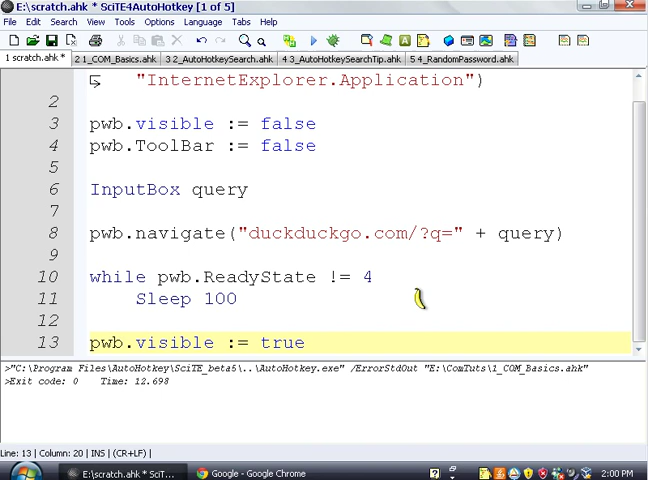 E:\scratch.ahk * SciTE4AutoHotkey [1 of 5]
File Edit Search View Tools Options Language Tabs Help
1 scratch.ahk * 2 1_COM_Basics.ahk 3 2_AutoHotkeySearch.ahk 4 3_AutoHotkeySearchTip.ahk 5 4_RandomPassword.ahk
"InternetExplorer.Application")
2
3 pwb.visible := false
4 pwb.ToolBar := false
5
6 InputBox query
7
8 pwb.navigate("duckduckgo.com/?q=" + query)
9
10 while pwb.ReadyState != 4
11 Sleep 100
12
13 pwb.visible := true
>"C:\Program Files\AutoHotkey\SciTE_beta5\..\AutoHotkey.exe" /ErrorStdOut "E:\ComTuts\1_COM_Basics.ahk"
>Exit code: 0 Time: 12.698
Line: 13 | Column: 20 | INS | (CR+LF) |
E:\scratch.ahk * SciT... Google - Google Chrome 2:00 PM